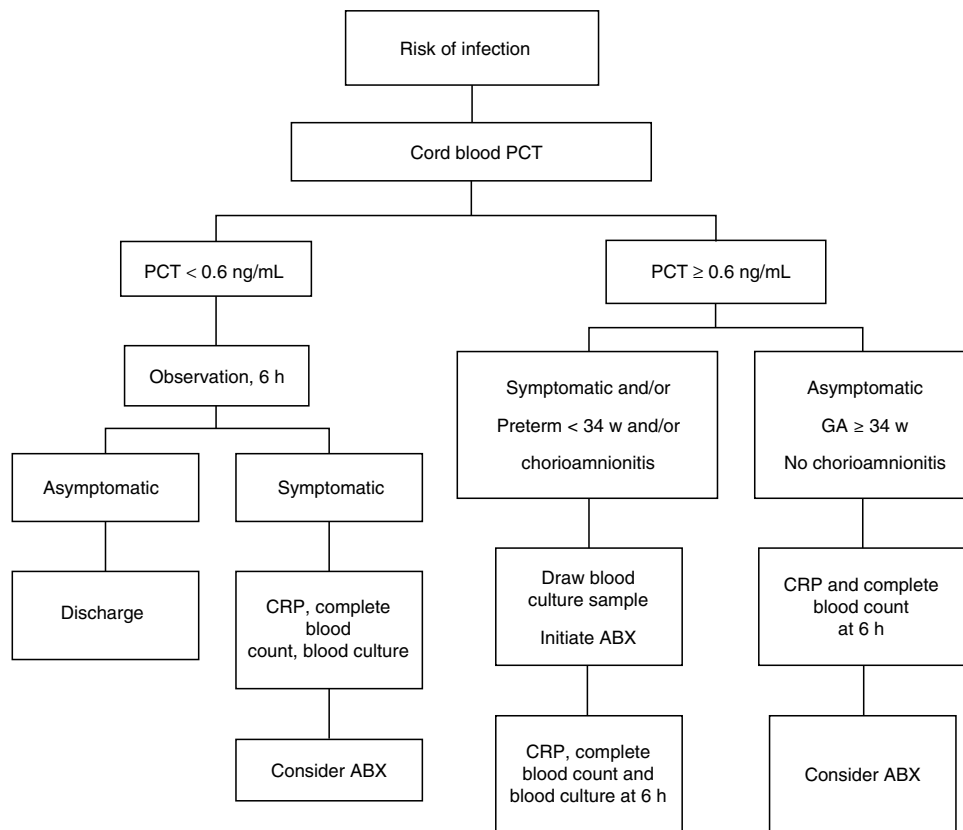 Risk of infection
Cord blood PCT
PCT < 0.6 ng/mL
PCT ≥ 0.6 ng/mL
Observation, 6 h
Symptomatic and/or
Preterm < 34 w and/or
chorioamnionitis
Asymptomatic
GA ≥ 34 w
No chorioamnionitis
Asymptomatic
Symptomatic
Discharge
CRP, complete
blood
count, blood culture
Draw blood
culture sample
Initiate ABX
CRP and complete
blood count
at 6 h
Consider ABX
CRP, complete
blood count and
blood culture at 6 h
Consider ABX